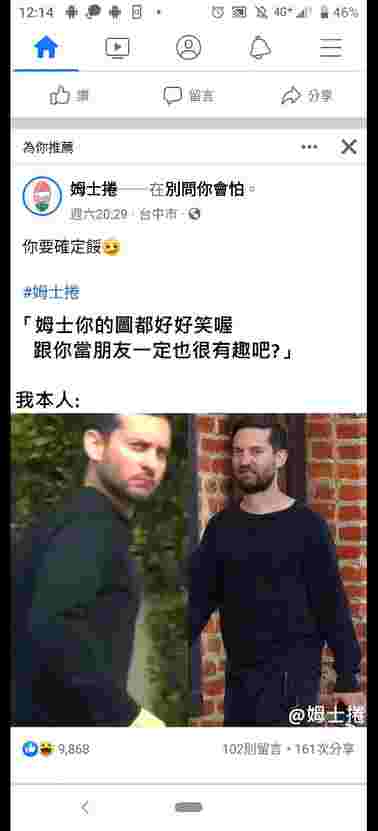 12:14
4G+
46%
讚
留言
分享
為你推薦
姆士捲——在別問你會怕。
週六20:29·台中市·
你要確定餒
#姆士捲
「姆士你的圖都好好笑喔
跟你當朋友一定也很有趣吧?」
我本人:
@姆士捲
9,868
102則留言·161次分享